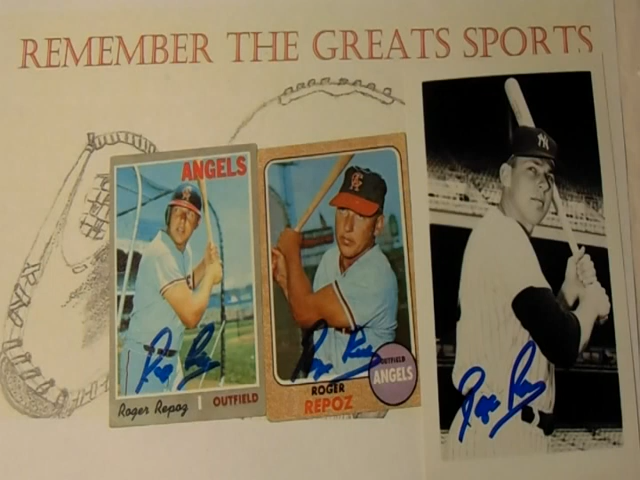 REMEMBER THE GREATS SPORTS
ANGELS
Roger Repoz
OUTFIELD
ROGER
REPOZ
OUTFIELD
ANGELS